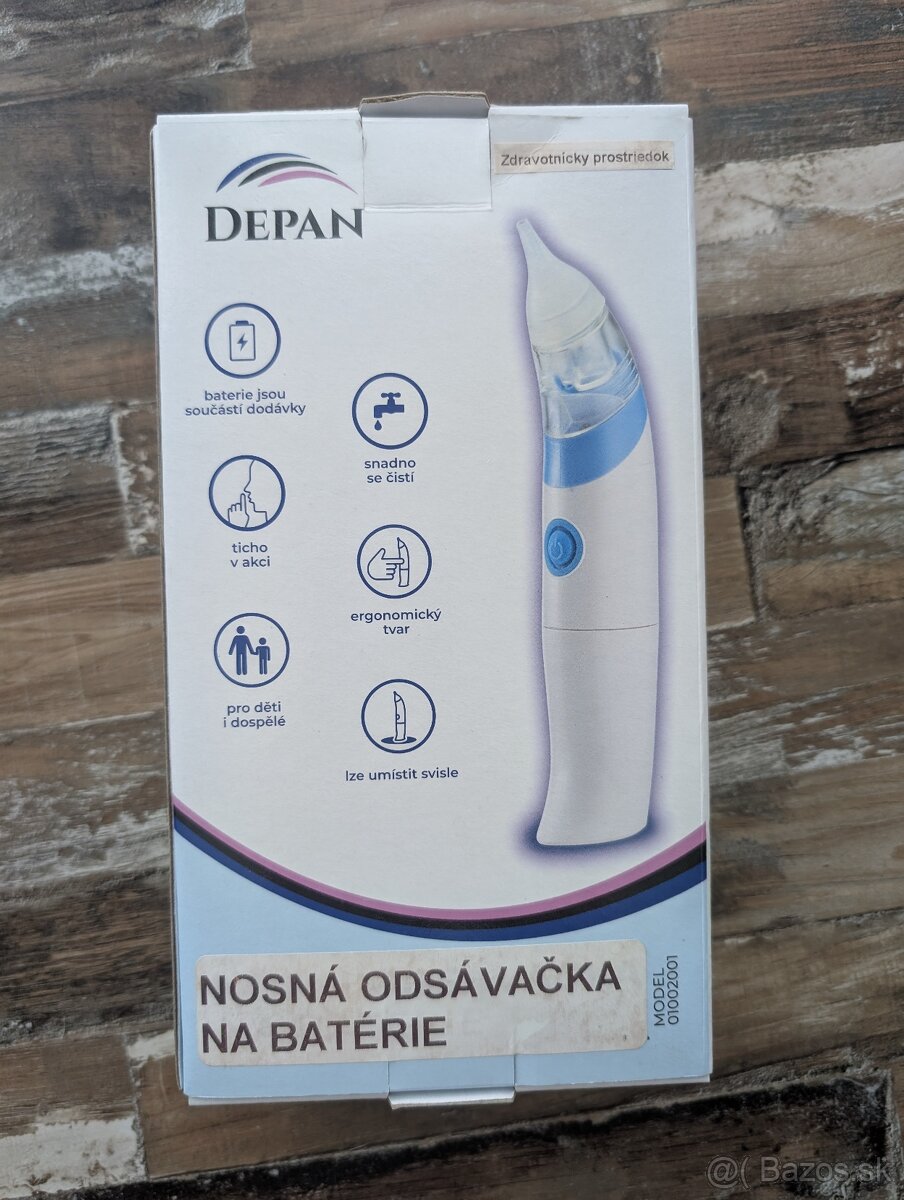 DEPAN
Zdravotnícky prostriedok
baterie jsou
součástí dodávky
snadno
se čistí
ticho
v akci
ergonomický
tvar
pro děti
i dospělé
lze umístit svisle
NOSNÁ ODSÁVAČKA
NA BATÉRIE
MODEL
01002001
@( Bazos.sk